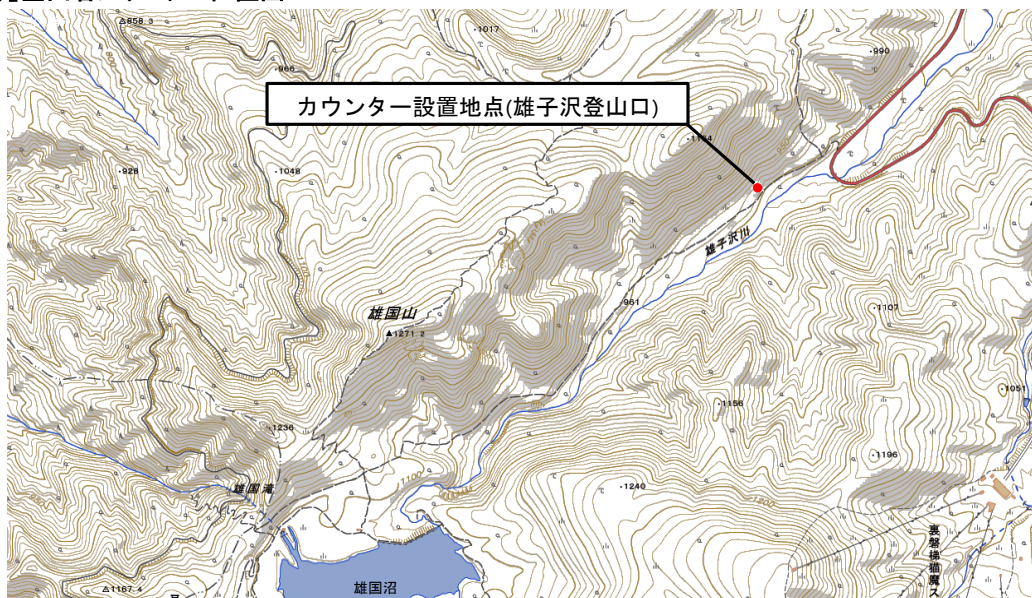 △858.3
・1017
・966
・990
カウンター設置地点(雄子沢登山口)
・928
・1048
雄子沢川
・961
・1107
雄国山
▲1271.2
・1051
・1156
・1236
・1196
1100
雄国滝
・1240
1200
裏磐梯猫魔ス
雄国沼
△1167.4